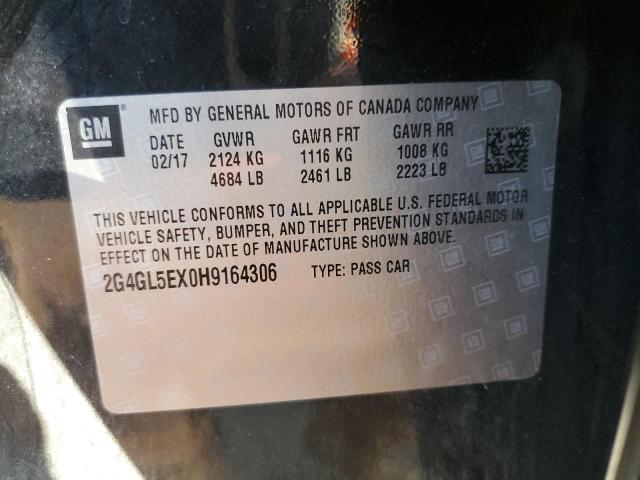 GM
®
MFD BY GENERAL MOTORS OF CANADA COMPANY
DATE GVWR GAWR FRT GAWR RR
02/17 2124 KG 1116 KG 1008 KG
4684 LB 2461 LB 2223 LB
THIS VEHICLE CONFORMS TO ALL APPLICABLE U.S. FEDERAL MOTOR
VEHICLE SAFETY, BUMPER, AND THEFT PREVENTION STANDARDS IN
EFFECT ON THE DATE OF MANUFACTURE SHOWN ABOVE.
2G4GL5EX0H9164306 TYPE: PASS CAR